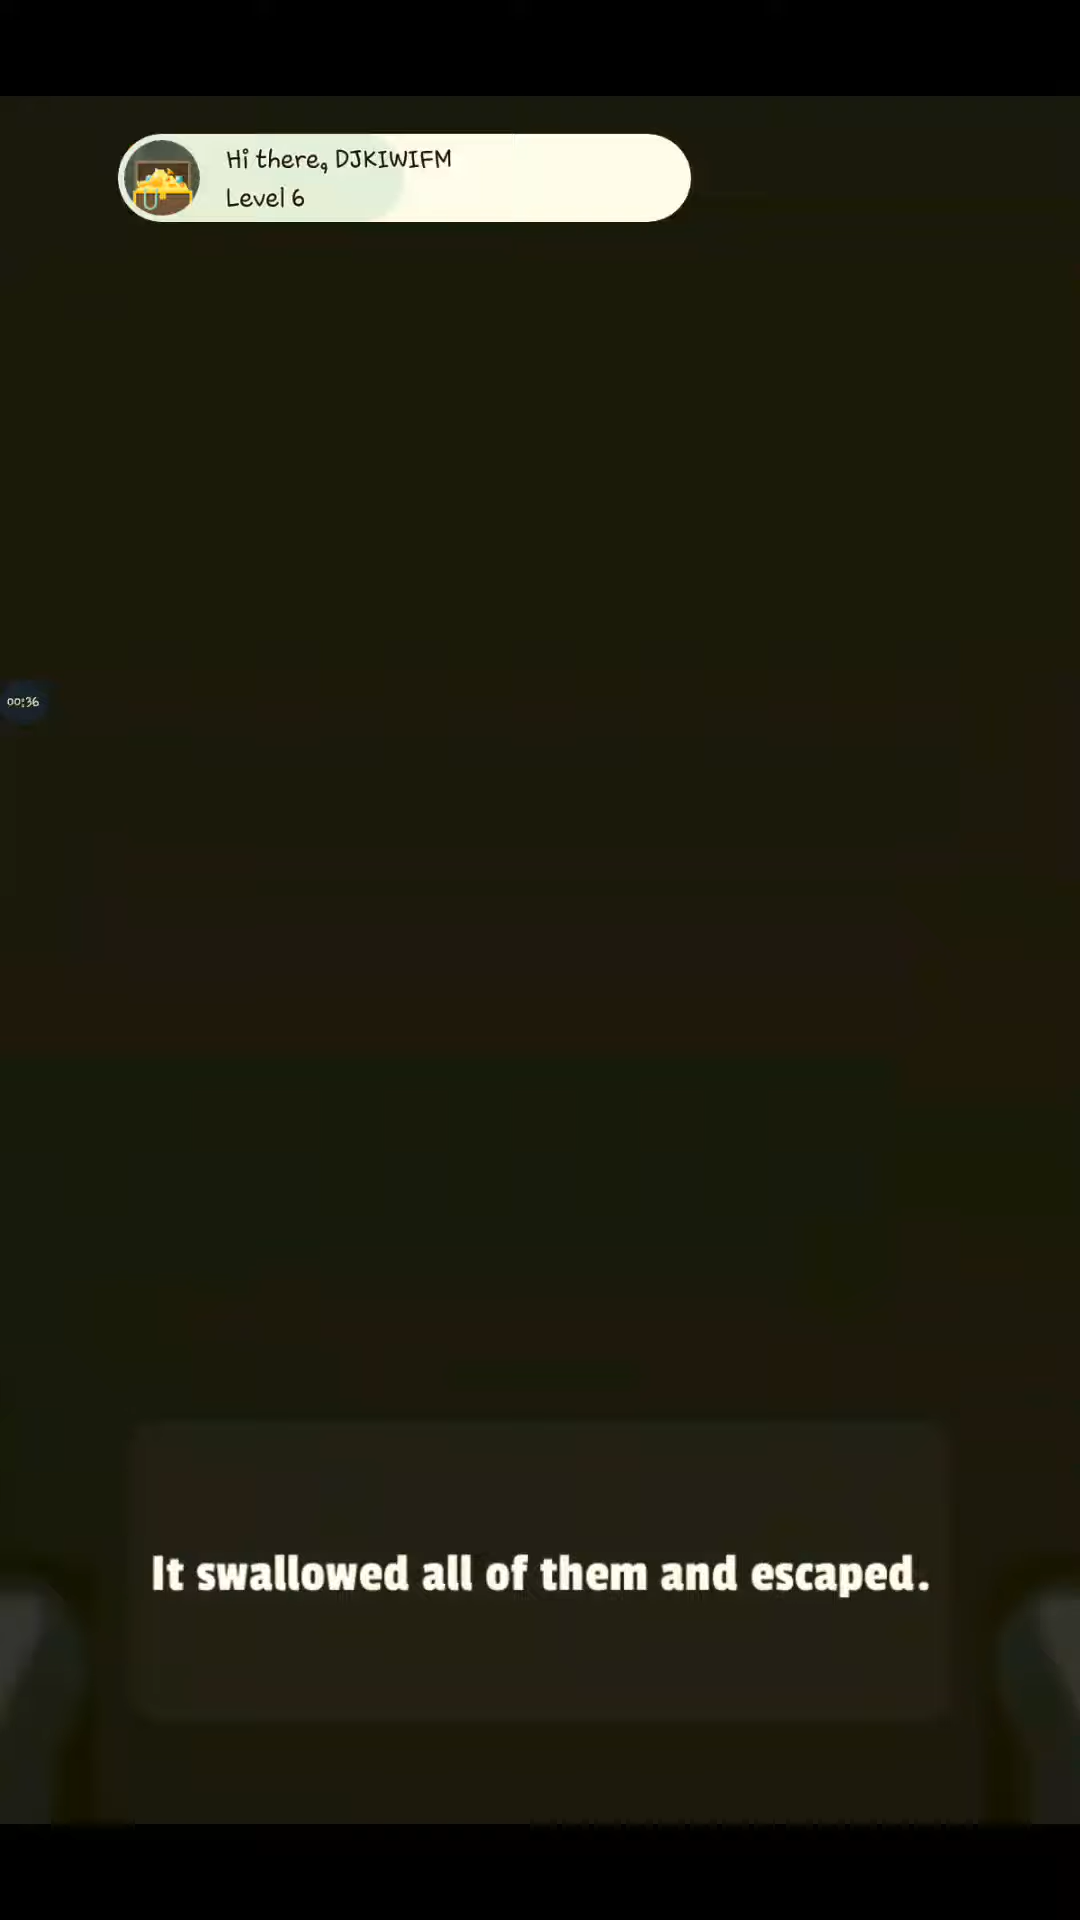 Hi there, DJKIWIFM
Level 6
00:36
It swallowed all of them and escaped.